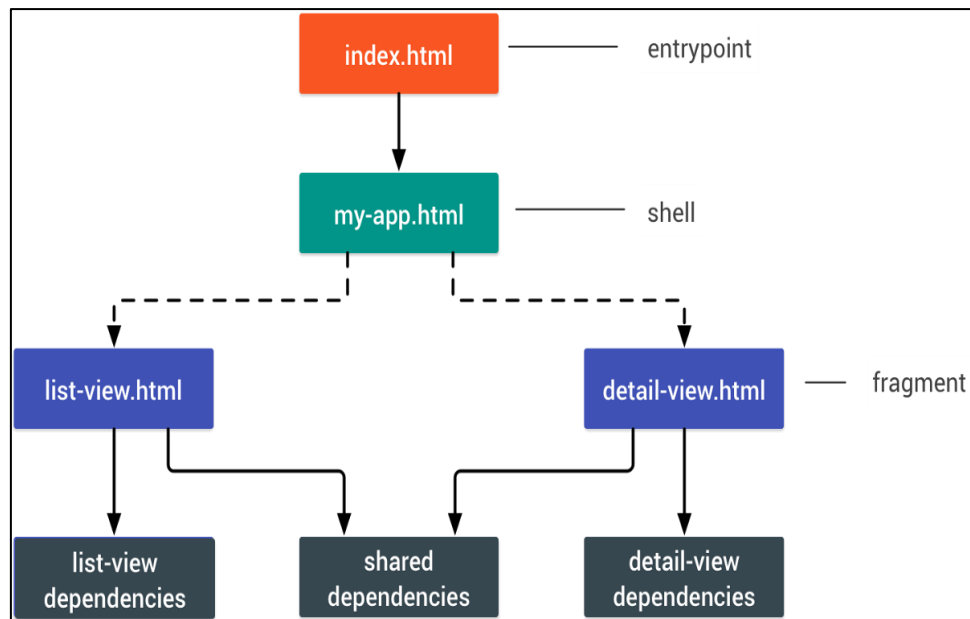 index.html
entrypoint
my-app.html
shell
list-view.html
detail-view.html
fragment
list-view
dependencies
shared
dependencies
detail-view
dependencies